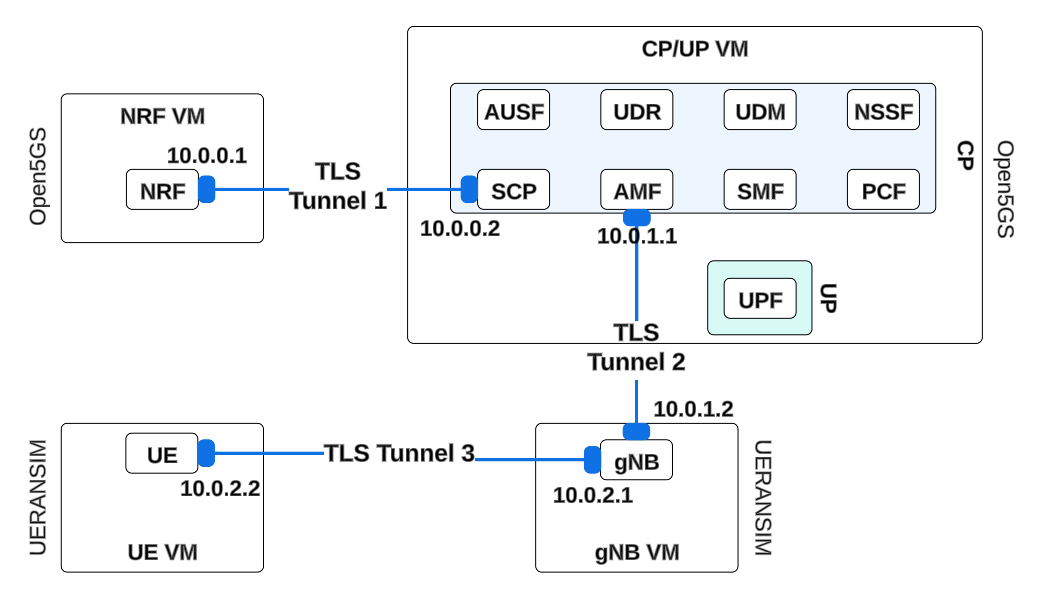 CP/UP VM
AUSF
UDR
UDM
NSSF
NRF VM
Open5GS
10.0.0.1
NRF
TLS
Tunnel 1
SCP
AMF
SMF
PCF
CP
Open5GS
10.0.0.2
10.0.1.1
UPF
UP
TLS
Tunnel 2
10.0.1.2
UERANSIM
UE
TLS Tunnel 3
gNB
UERANSIM
10.0.2.2
10.0.2.1
UE VM
gNB VM